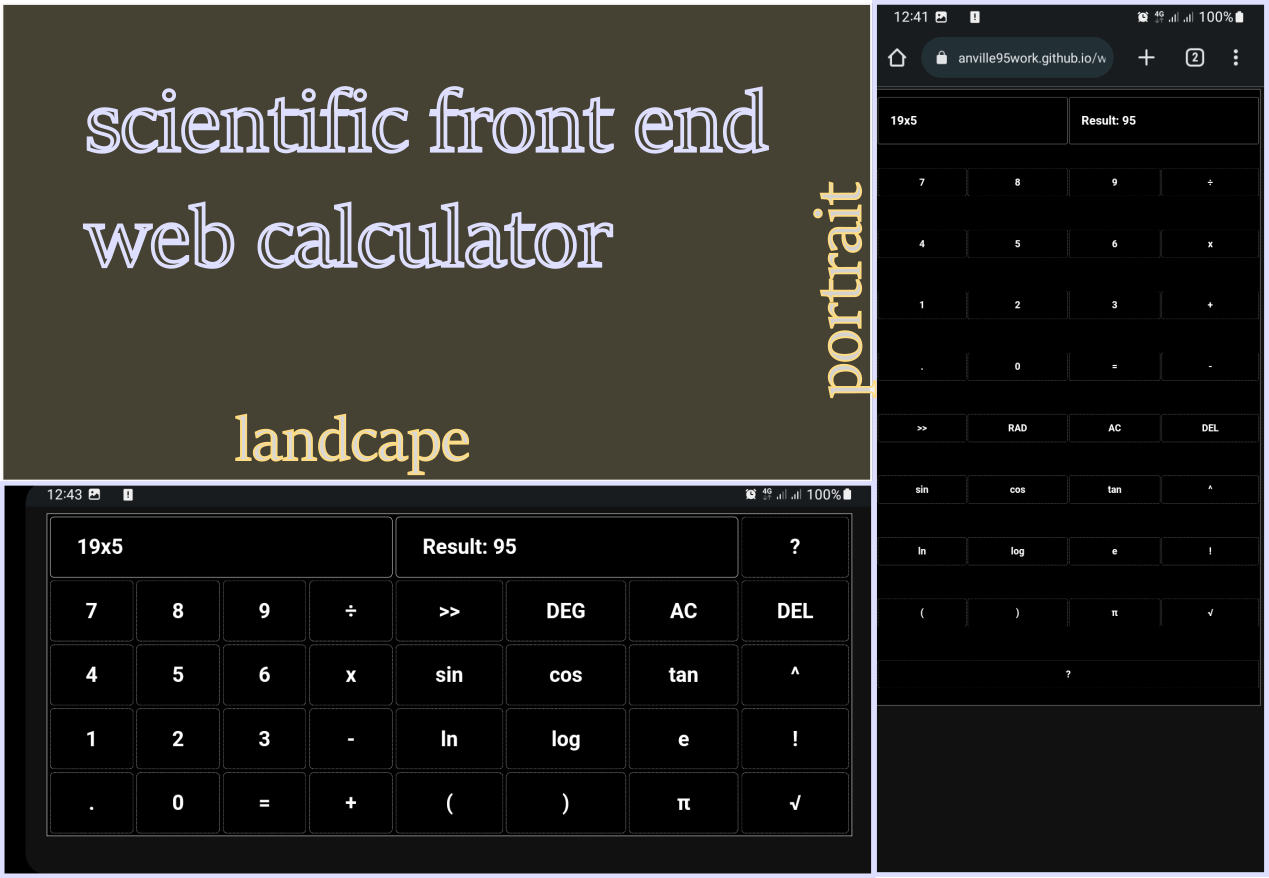 scientific front end
web calculator
portrait
landcape
12:43 4G 100%
19x5 Result: 95 ?
7 8 9 ÷ >> DEG AC DEL
4 5 6 x sin cos tan ^
1 2 3 - ln log e !
. 0 = + ( ) π √
12:41 4G 100%
anville95work.github.io/w 2
19x5 Result: 95
7 8 9 ÷
4 5 6 x
1 2 3 +
. 0 = -
>> RAD AC DEL
sin cos tan ^
ln log e !
( ) π √
?